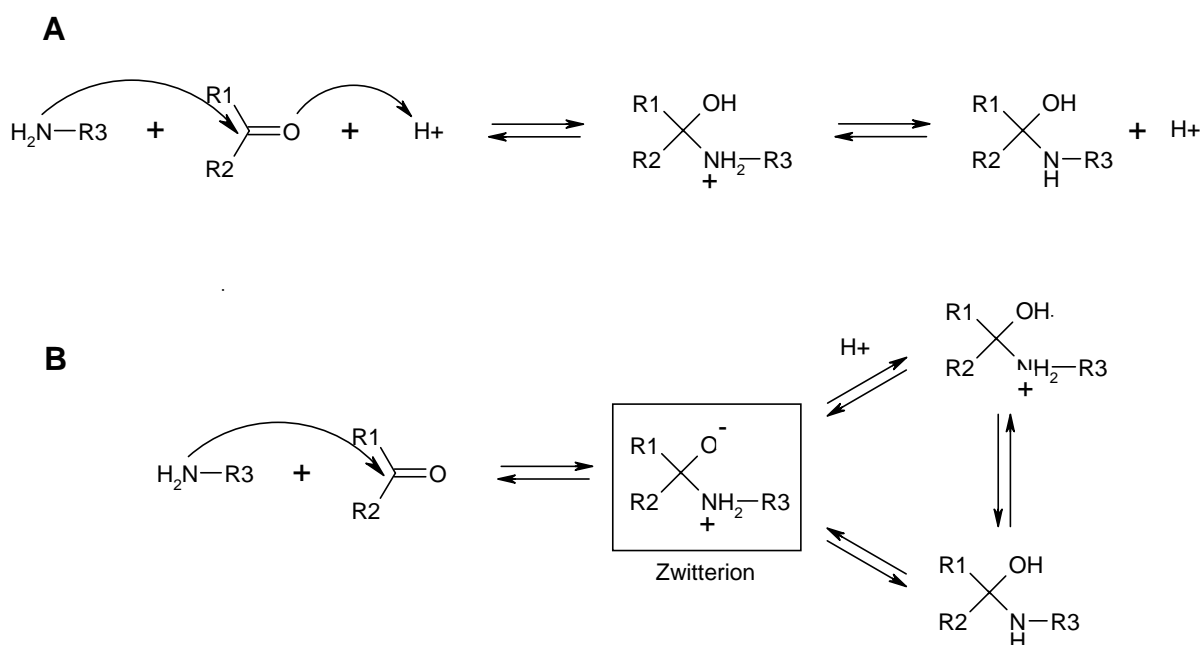 A
H2N—R3 + R1 R2 O + H+
R1 OH R2 NH2—R3 +
R1 OH R2 N H R3 + H+
B
H2N—R3 + R1 R2 O
R1 O- R2 NH2—R3 +
Zwitterion
H+
R1 OH. R2 NH2—R3 +
R1 OH R2 N H R3